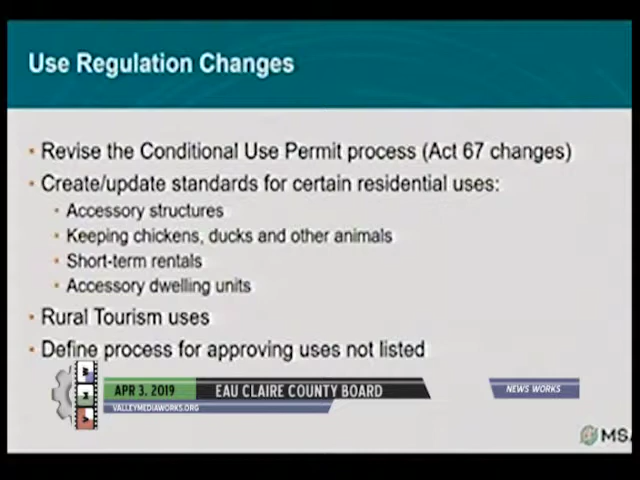 Use Regulation Changes
• Revise the Conditional Use Permit process (Act 67 changes)
• Create/update standards for certain residential uses:
• Accessory structures
• Keeping chickens, ducks and other animals
• Short-term rentals
• Accessory dwelling units
• Rural Tourism uses
• Define process for approving uses not listed
APR 3, 2019 EAU CLAIRE COUNTY BOARD NEWS WORKS
VALLEYMEDIAWORKS.ORG
MSA